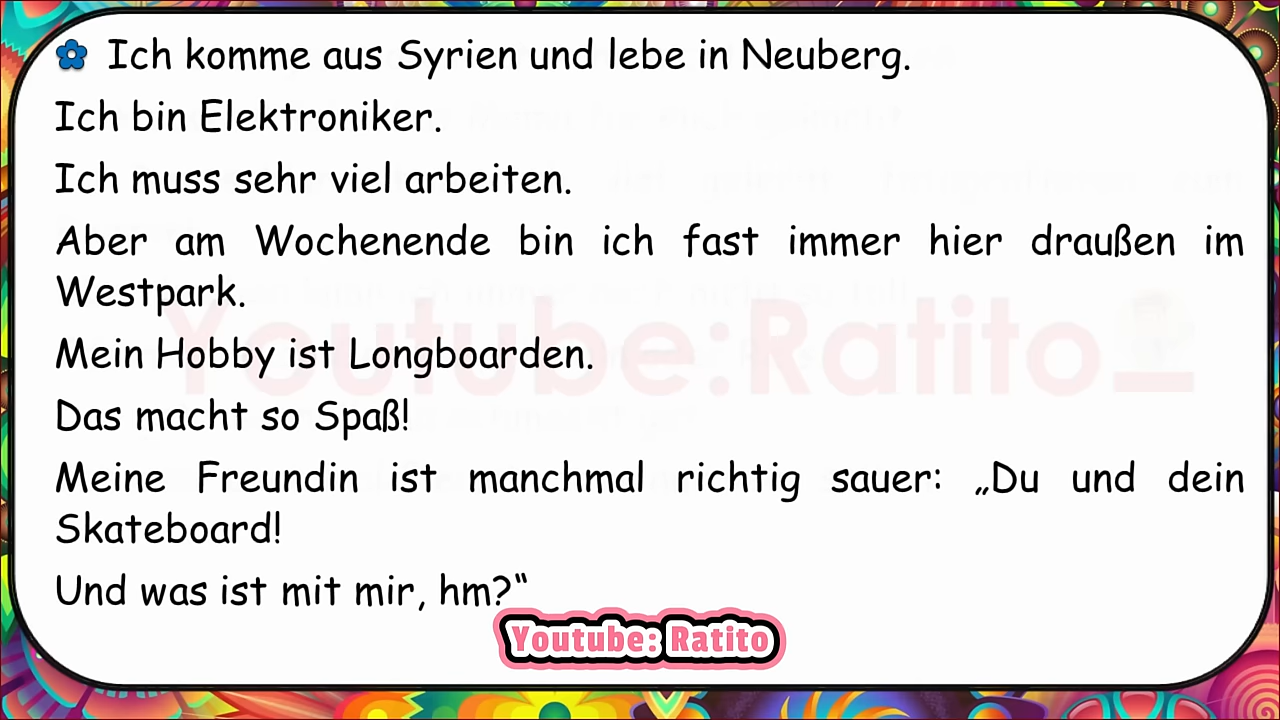 Ich komme aus Syrien und lebe in Neuberg.
Ich bin Elektroniker.
Ich muss sehr viel arbeiten.
Aber am Wochenende bin ich fast immer hier draußen im
Westpark.
Mein Hobby ist Longboarden.
Das macht so Spaß!
Meine Freundin ist manchmal richtig sauer: „Du und dein
Skateboard!
Und was ist mit mir, hm?“
Youtube:Ratito
Youtube: Ratito